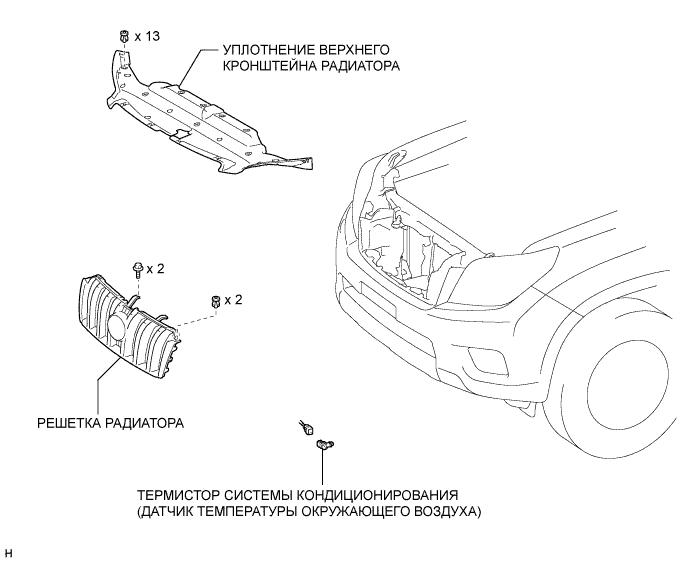 x 13
УПЛОТНЕНИЕ ВЕРХНЕГО
КРОНШТЕЙНА РАДИАТОРА
x 2
x 2
РЕШЕТКА РАДИАТОРА
ТЕРМИСТОР СИСТЕМЫ КОНДИЦИОНИРОВАНИЯ
(ДАТЧИК ТЕМПЕРАТУРЫ ОКРУЖАЮЩЕГО ВОЗДУХА)
H